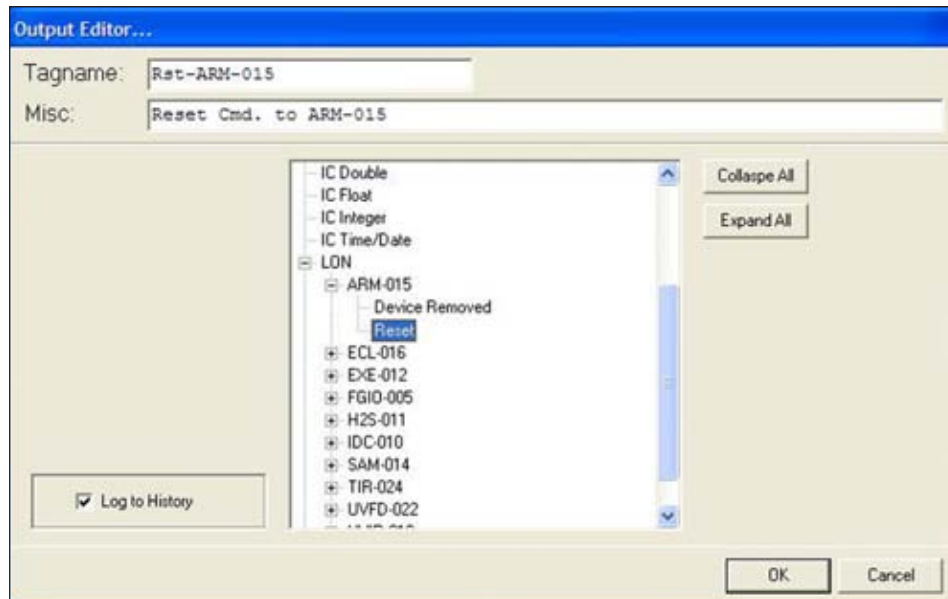 Output Editor...
Tagname: Rst-ARM-015
Misc: Reset Cmd. to ARM-015
IC Double
IC Float
IC Integer
IC Time/Date
LON
ARM-015
Device Removed
Reset
ECL-016
EXE-012
FGIO-005
H2S-011
IDC-010
SAM-014
TIR-024
UVFD-022
Collaspe All
Expand All
Log to History
OK Cancel